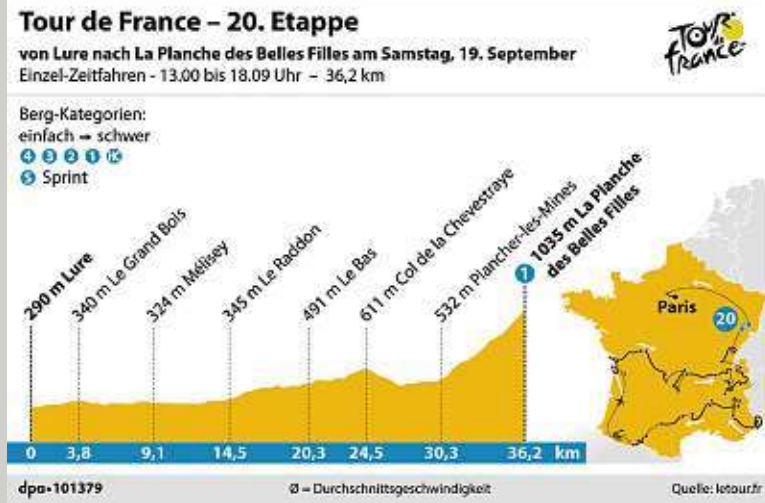 Tour de France – 20. Etappe
von Lure nach La Planche des Belles Filles am Samstag, 19. September
Einzel-Zeitfahren - 13.00 bis 18.09 Uhr – 36,2 km
TOUR de france
Berg-Kategorien:
einfach → schwer
4 3 2 1 HC
S Sprint
290 m Lure
340 m Le Grand Bois
324 m Mélisey
345 m Le Raddon
491 m Le Bas
611 m Col de la Chevestraye
532 m Plancher-les-Mines
1
1035 m La Planche
des Belles Filles
Paris
20
0 3,8 9,1 14,5 20,3 24,5 30,3 36,2 km
dpa•101379
Ø = Durchschnittsgeschwindigkeit
Quelle: letour.fr